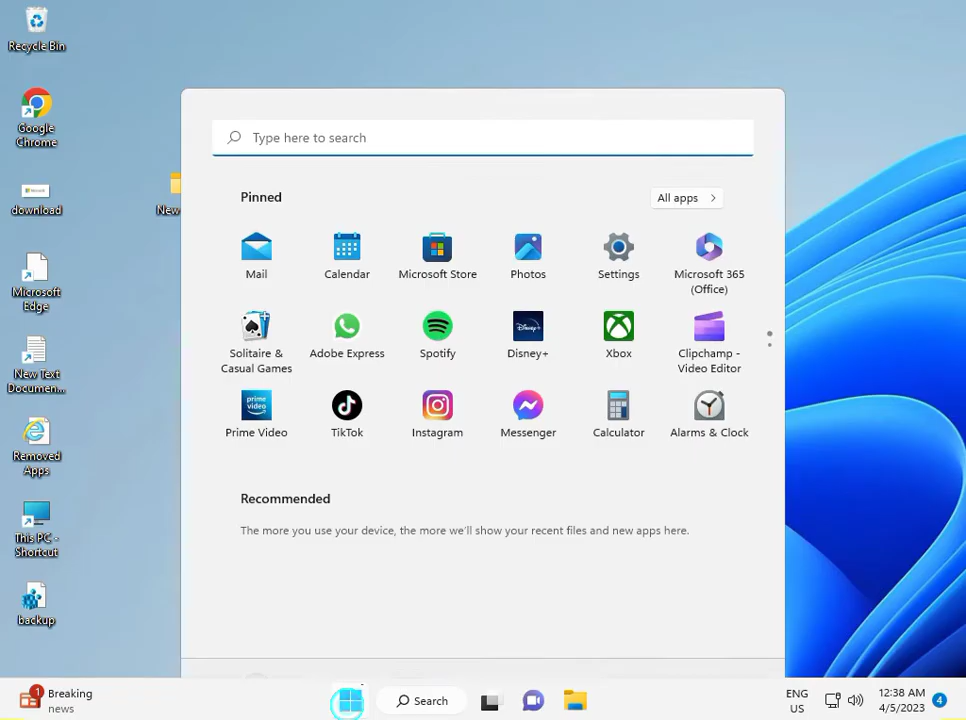 Recycle Bin
Google
Chrome
download
Microsoft
Edge
New Text
Documen...
Removed
Apps
This PC -
Shortcut
backup
New
Type here to search
Pinned
All apps
Mail
Calendar
Microsoft Store
Photos
Settings
Microsoft 365
(Office)
Solitaire &
Casual Games
Adobe Express
Spotify
Disney+
Xbox
Clipchamp -
Video Editor
prime
video
Prime Video
TikTok
Instagram
Messenger
Calculator
Alarms & Clock
Recommended
The more you use your device, the more we'll show your recent files and new apps here.
1
Breaking
news
Search
ENG
US
12:38 AM
4/5/2023
4